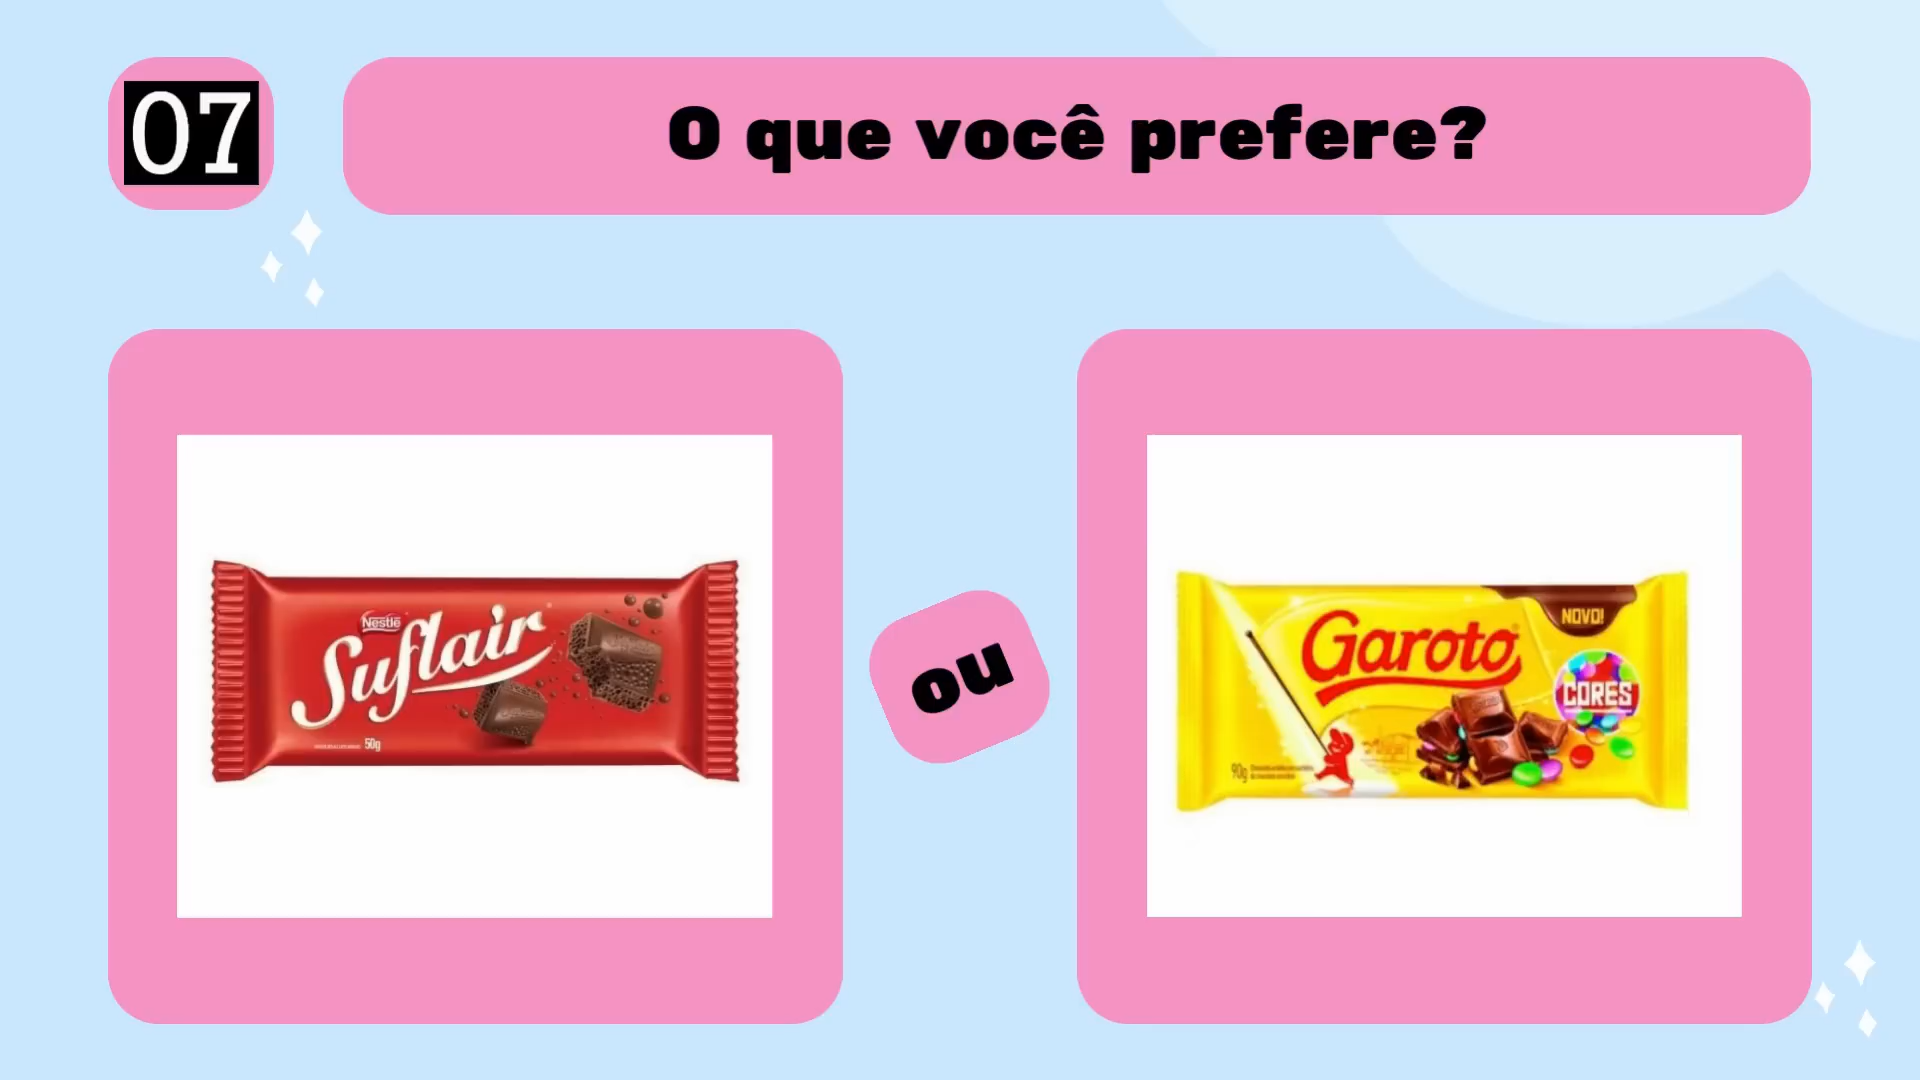 07
O que você prefere?
Nestlé
Suflair
50g
ou
NOVO!
Garoto
CORES
90g